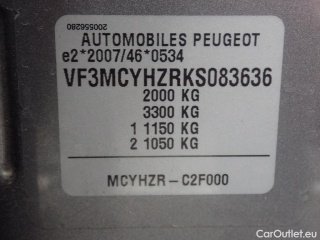 200556280
AUTOMOBILES PEUGEOT
e2*2007/46*0534
VF3MCYHZRKS083636
2000 KG
3300 KG
1 1150 KG
2 1050 KG
MCYHZR-C2F000
CarOutlet.eu